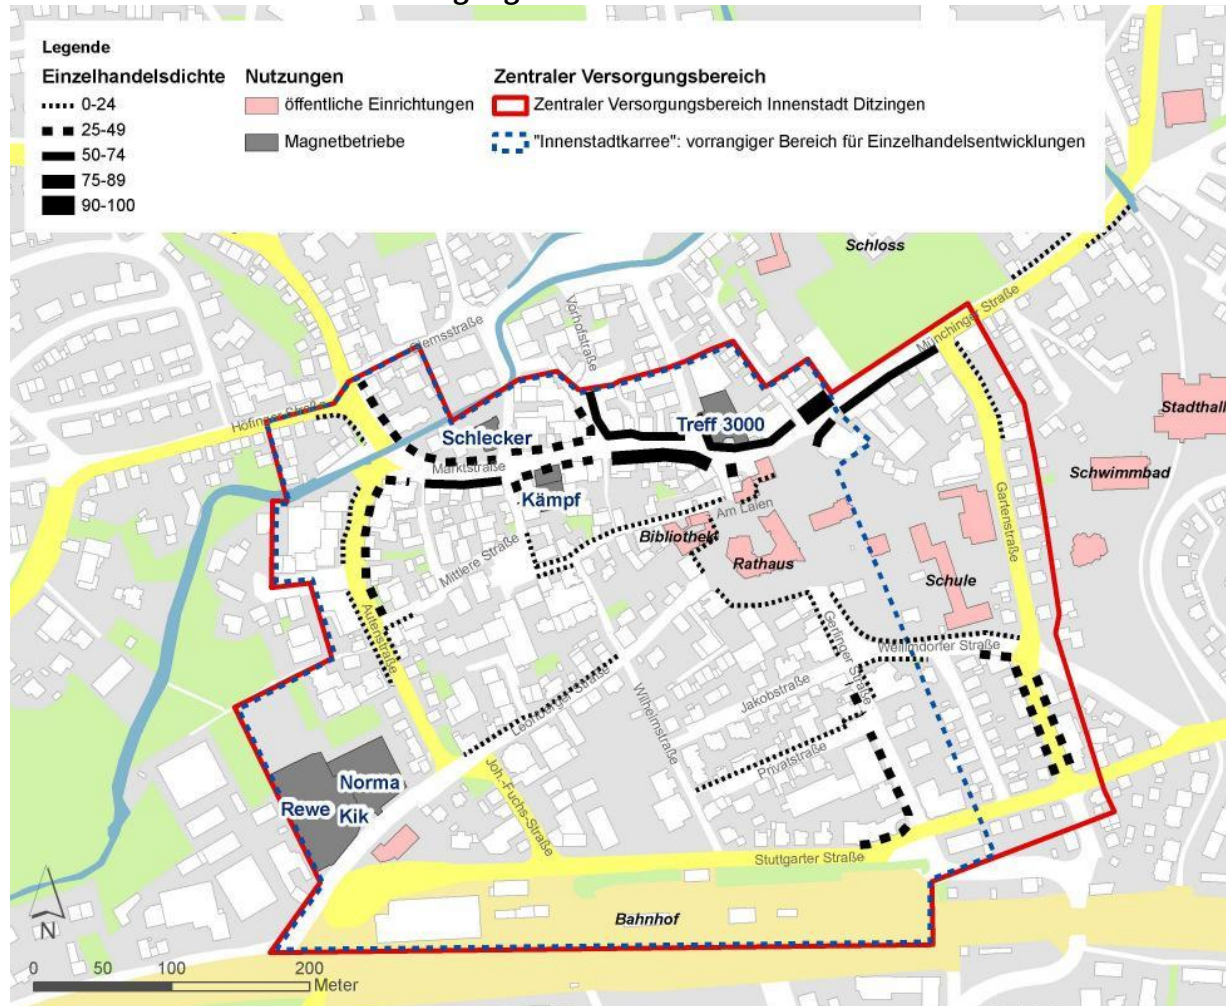 Legende
Einzelhandelsdichte
0-24
25-49
50-74
75-89
90-100
Nutzungen
öffentliche Einrichtungen
Magnetbetriebe
Zentraler Versorgungsbereich
Zentraler Versorgungsbereich Innenstadt Ditzingen
"Innenstadtkarree": vorrangiger Bereich für Einzelhandelsentwicklungen
Schloss
Münchinger Straße
Glemsstraße
Vorhofstraße
Stadthall
Höfinger Straße
Treff 3000
Schlecker
Marktstraße
Schwimmbad
Kämpf
Am Laien
Gartenstraße
Bibliothek
Rathaus
Mittlere Straße
Schule
Autenstraße
Gerlinger Straße
Weilimdorfer Straße
Leonberger Straße
Wilhelmstraße
Jakobstraße
Privatstraße
Norma
Rewe
Kik
Joh.-Fuchs-Straße
Stuttgarter Straße
Bahnhof
N
0 50 100 200
Meter